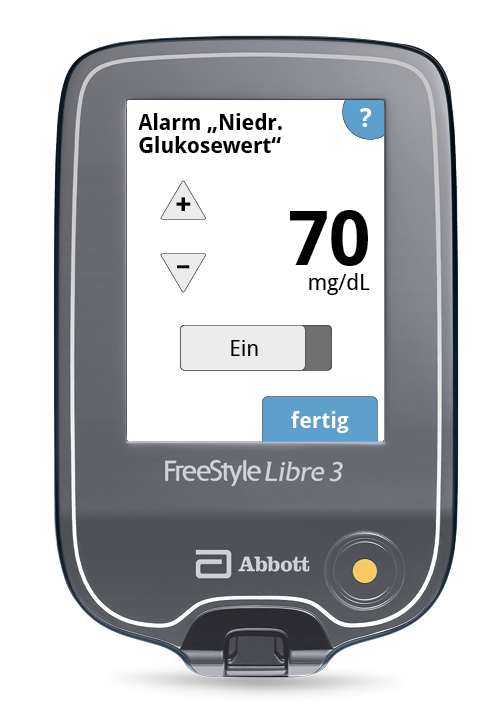 Alarm „Niedr.
Glukosewert“
?
+
70
−
mg/dL
Ein
fertig
FreeStyle Libre 3
Abbott